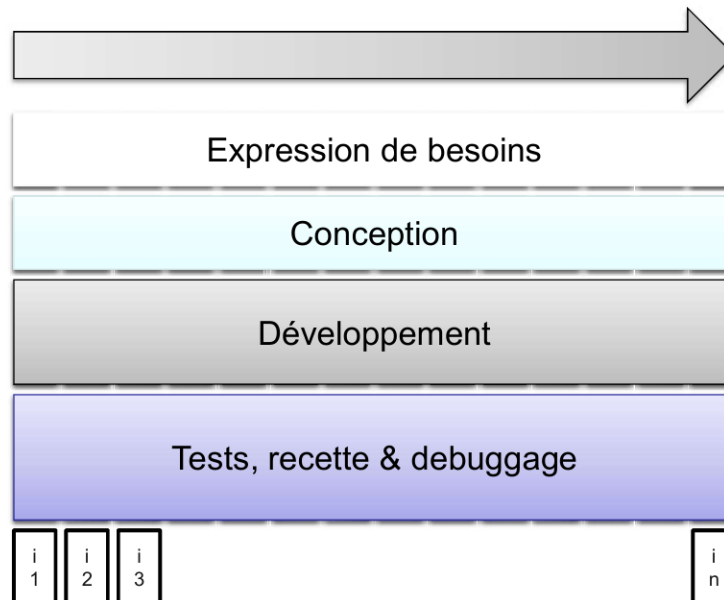 Expression de besoins
Conception
Développement
Tests, recette & debuggage
i i i i
1 2 3 n